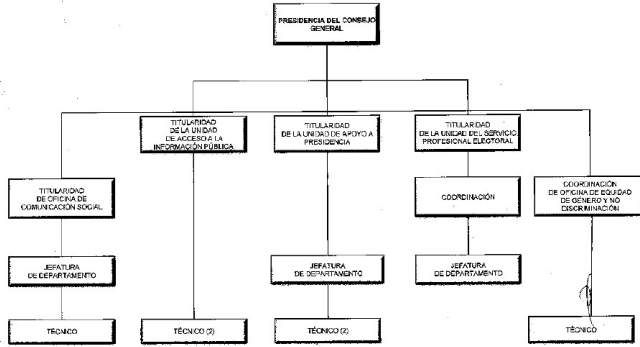 PRESIDENCIA DEL CONSEJO
GENERAL
TITULARIDAD
DE LA UNIDAD
DE ACCESO A LA
INFORMACIÓN PÚBLICA
TITULARIDAD
DE LA UNIDAD DE APOYO A
PRESIDENCIA
TITULARIDAD
DE LA UNIDAD DEL SERVICIO
PROFESIONAL ELECTORAL
TITULARIDAD
DE OFICINA DE
COMUNICACIÓN SOCIAL
COORDINACIÓN
COORDINACIÓN
DE OFICINA DE EQUIDAD
DE GÉNERO Y NO
DISCRIMINACIÓN
JEFATURA
DE DEPARTAMENTO
JEFATURA
DE DEPARTAMENTO
JEFATURA
DE DEPARTAMENTO
TÉCNICO
TÉCNICO (2)
TÉCNICO (2)
TÉCNICO